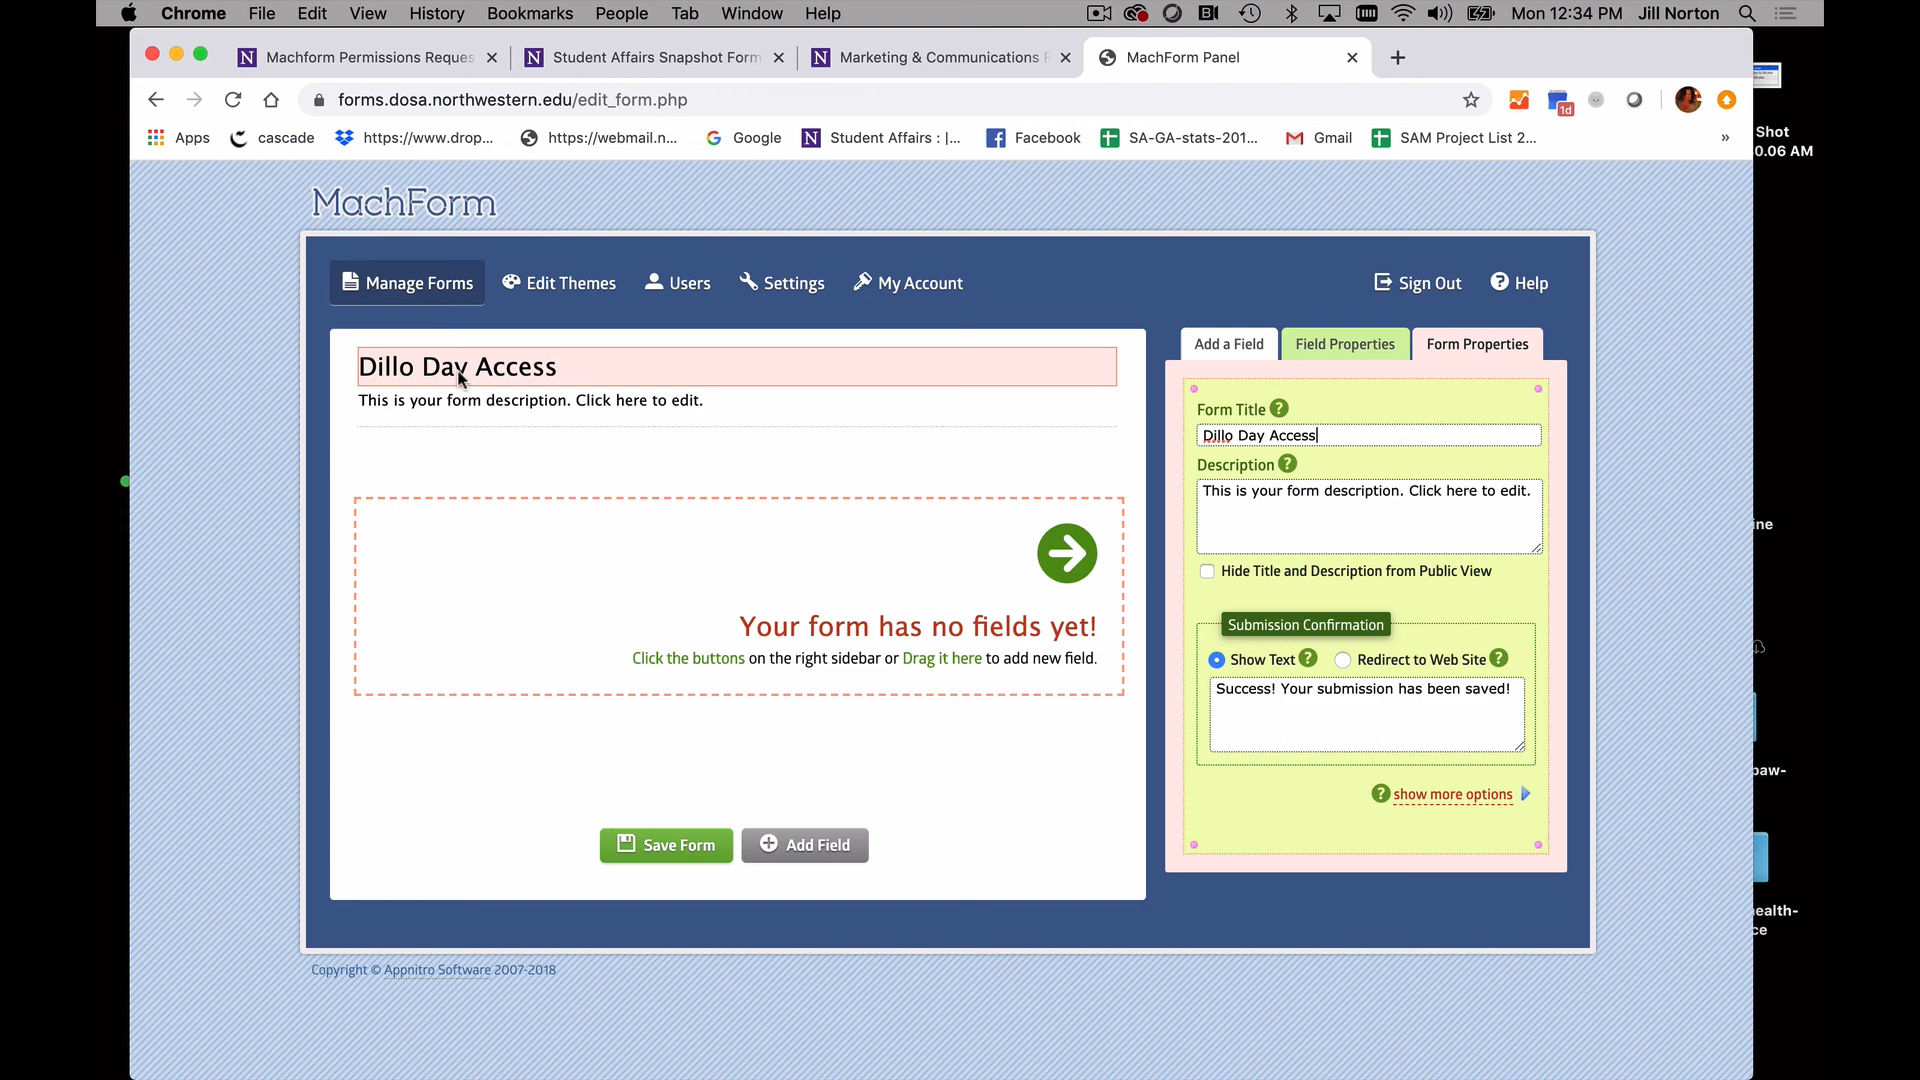 Chrome File Edit View History Bookmarks People Tab Window Help Mon 12:34 PM Jill Norton
Machform Permissions Reques
Student Affairs Snapshot Form
Marketing & Communications
MachForm Panel
forms.dosa.northwestern.edu/edit_form.php
1d
Apps cascade https://www.drop... https://webmail.n... Google Student Affairs : |... Facebook SA-GA-stats-201... Gmail SAM Project List 2... »
Shot
0.06 AM
MachForm
Manage Forms Edit Themes Users Settings My Account Sign Out Help
Add a Field Field Properties Form Properties
Dillo Day Access
This is your form description. Click here to edit.
Form Title ?
Dillo Day Access
Description ?
This is your form description. Click here to edit.
Hide Title and Description from Public View
Your form has no fields yet!
Click the buttons on the right sidebar or Drag it here to add new field.
Submission Confirmation
Show Text ? Redirect to Web Site ?
Success! Your submission has been saved!
? show more options
Save Form Add Field
ine
paw-
ealth-
ce
Copyright © Appnitro Software 2007-2018